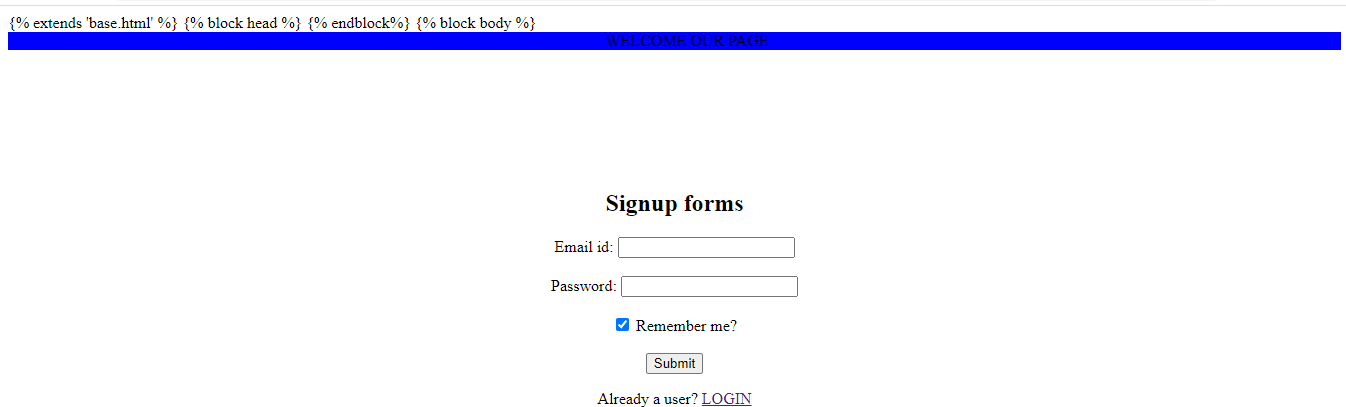 {% extends 'base.html' %} {% block head %} {% endblock%} {% block body %}
WELCOME OUR PAGE
Signup forms
Email id:
Password:
Remember me?
Submit
Already a user? LOGIN